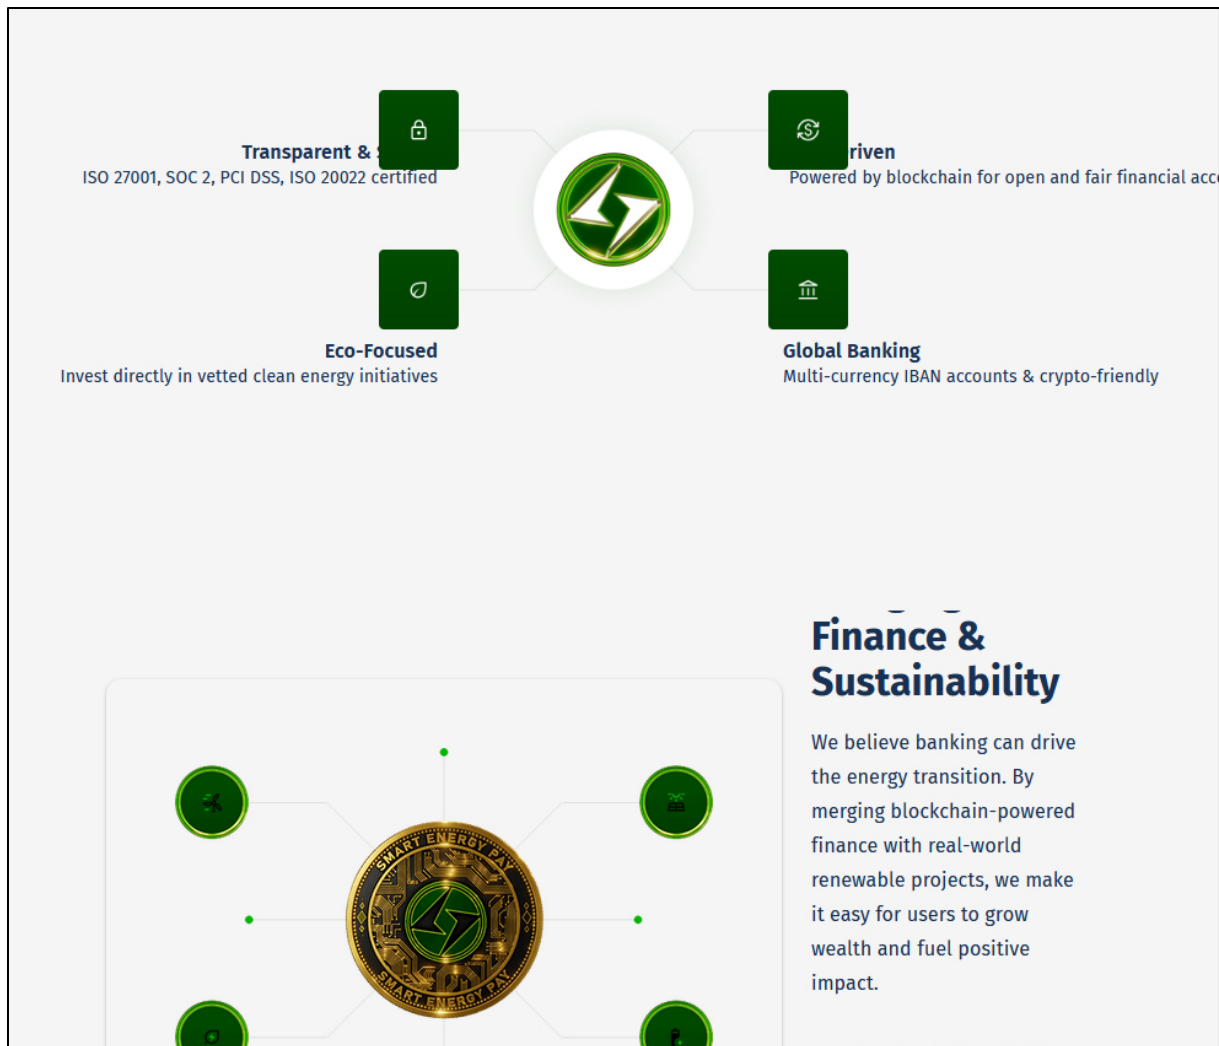 Transparent &
ISO 27001, SOC 2, PCI DSS, ISO 20022 certified
Powered by blockchain for open and fair financial
Eco-Focused
Invest directly in vetted clean energy initiatives
Global Banking
Multi-currency IBAN accounts & crypto-friendly
Finance &
Sustainability
We believe banking can drive
the energy transition. By
merging blockchain-powered
finance with real-world
renewable projects, we make
it easy for users to grow
wealth and fuel positive
impact.
SMART ENERGY PAY
SMART ENERGY PAY